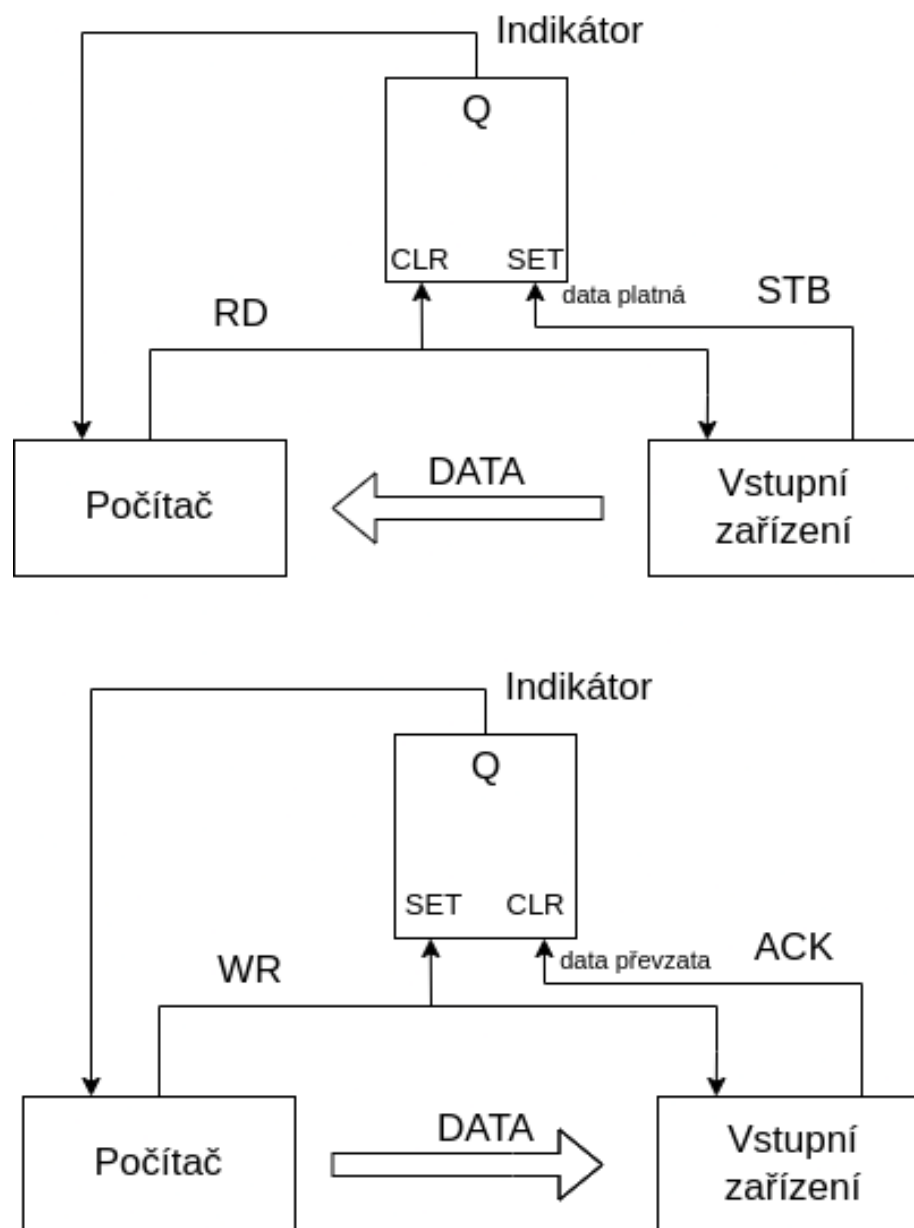 Indikátor
Q
CLR SET
data platná
STB
RD
DATA
Počítač
Vstupní
zařízení
Indikátor
Q
SET CLR
data převzata
ACK
WR
DATA
Počítač
Vstupní
zařízení